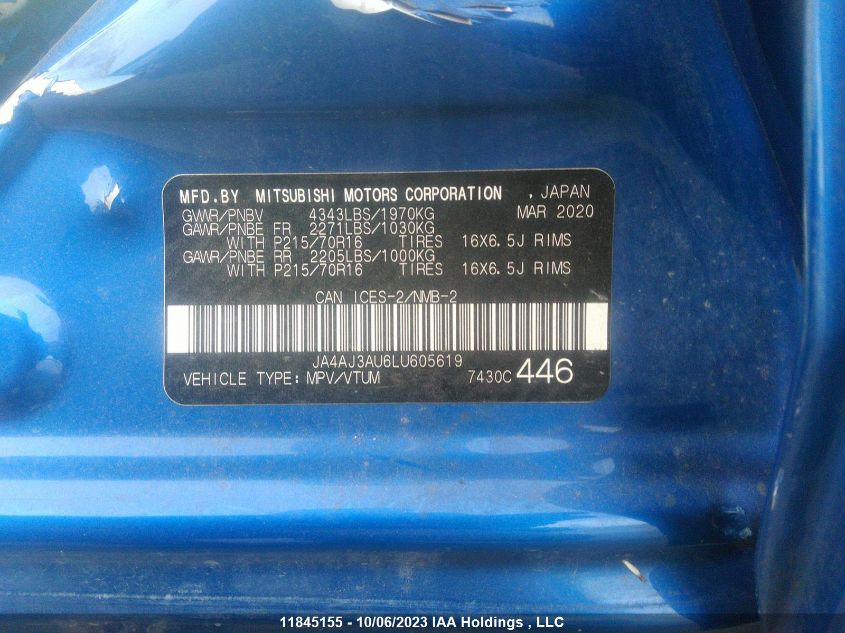 MFD.BY MITSUBISHI MOTORS CORPORATION , JAPAN
GVWR/PNBV 4343LBS/1970KG MAR 2020
GAWR/PNBE FR 2271LBS/1030KG
WITH P215/70R16 TIRES 16X6.5J RIMS
GAWR/PNBE RR 2205LBS/1000KG
WITH P215/70R16 TIRES 16X6.5J RIMS
CAN ICES-2/NMB-2
JA4AJ3AU6LU605619
VEHICLE TYPE: MPV/VTUM 7430C 446
11845155 - 10/06/2023 IAA Holdings , LLC